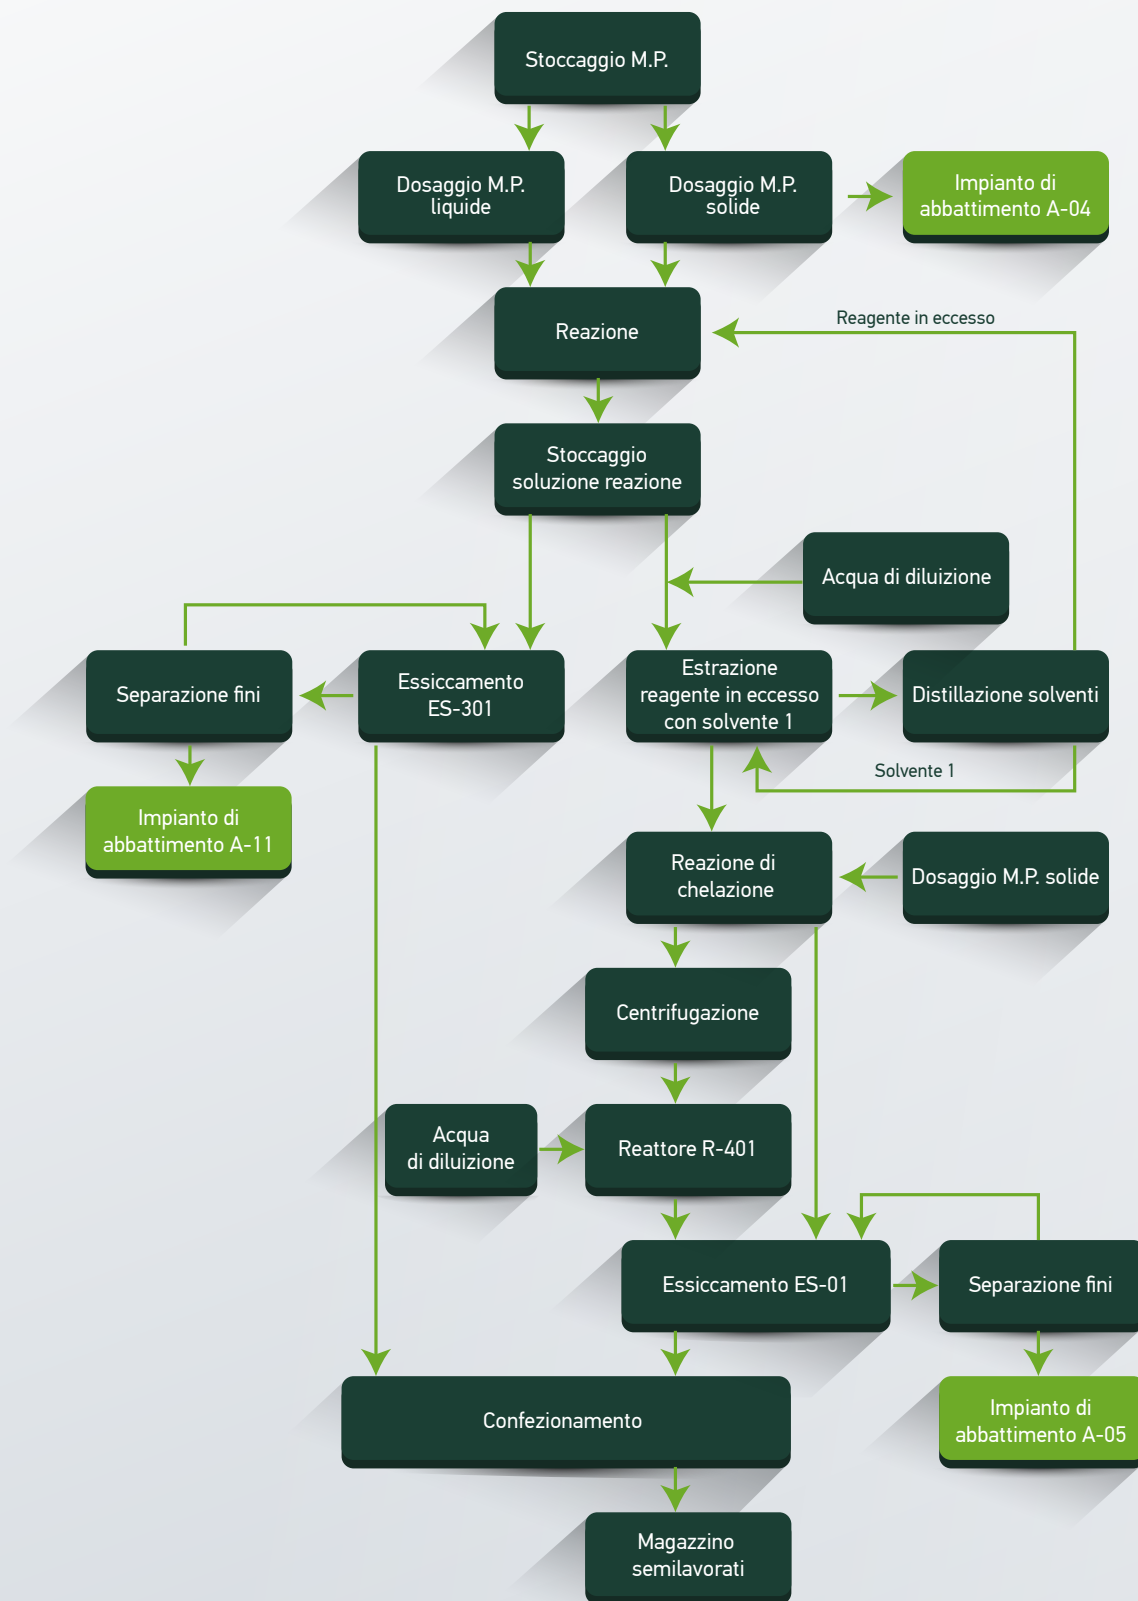 Stoccaggio M.P.
Dosaggio M.P.
liquide
Dosaggio M.P.
solide
Impianto di
abbattimento A-04
Reazione
Reagente in eccesso
Stoccaggio
soluzione reazione
Acqua di diluizione
Separazione fini
Essiccamento
ES-301
Estrazione
reagente in eccesso
con solvente 1
Distillazione solventi
Solvente 1
Impianto di
abbattimento A-11
Reazione di
chelazione
Dosaggio M.P. solide
Centrifugazione
Acqua
di diluizione
Reattore R-401
Essiccamento ES-01
Separazione fini
Confezionamento
Impianto di
abbattimento A-05
Magazzino
semilavorati